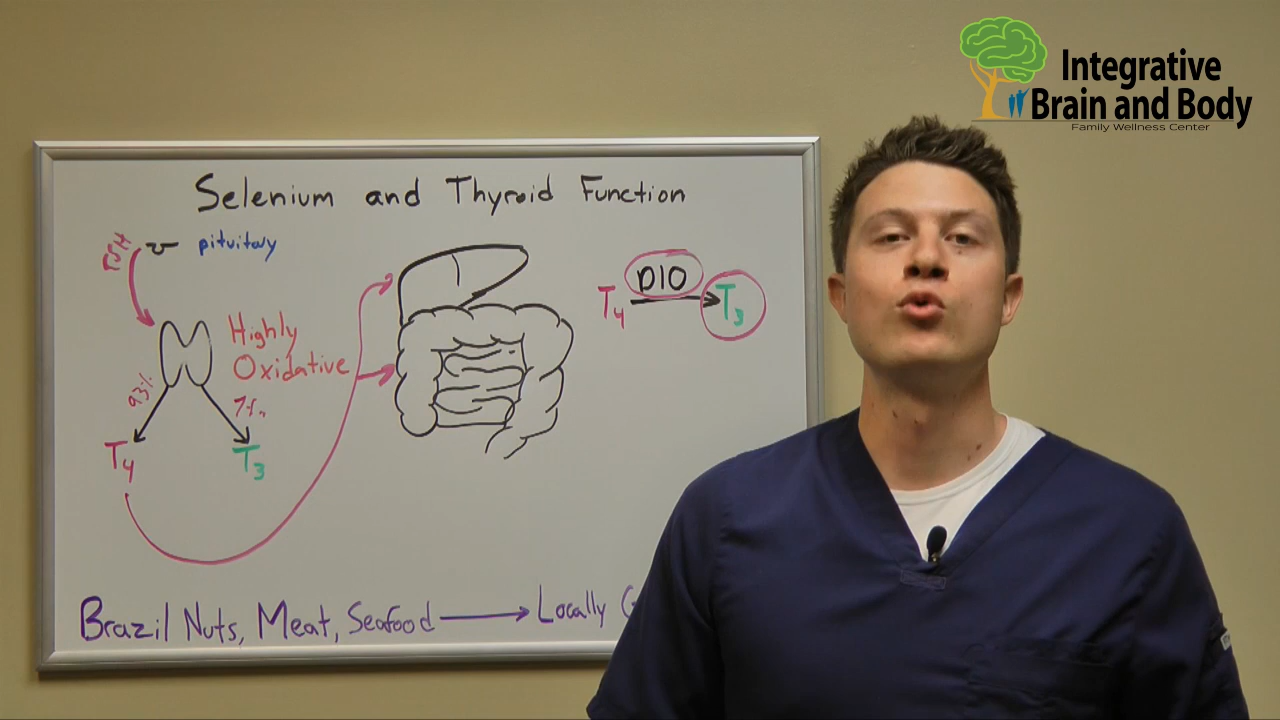 Integrative
Brain and Body
Family Wellness Center
Selenium and Thyroid Function
TSH
pituitary
DIO
T4
T3
Highly
Oxidative
93%
7%
T4
T3
Brazil Nuts, Meat, Seafood
Locally